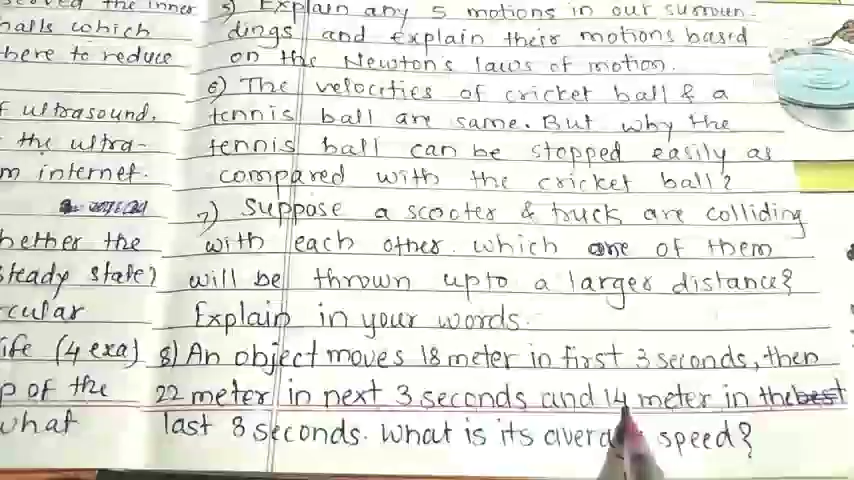 the inner
halls which
here to reduce
f ultrasound.
the ultra-
m internet.
hether the
steady state?
cular
ife (4 exa)
p of the
what
5) Explain any 5 motions in our surroun-
dings and explain their motions based
on the Newton's laws of motion.
6) The velocities of cricket ball & a
tennis ball are same. But why the
tennis ball can be stopped easily as
compared with the cricket ball?
7) Suppose a scooter & truck are colliding
with each other. which one of them
will be thrown upto a larger distance?
Explain in your words.
8) An object moves 18 meter in first 3 seconds, then
22 meter in next 3 seconds and 14 meter in the
last 3 seconds. What is its speed?